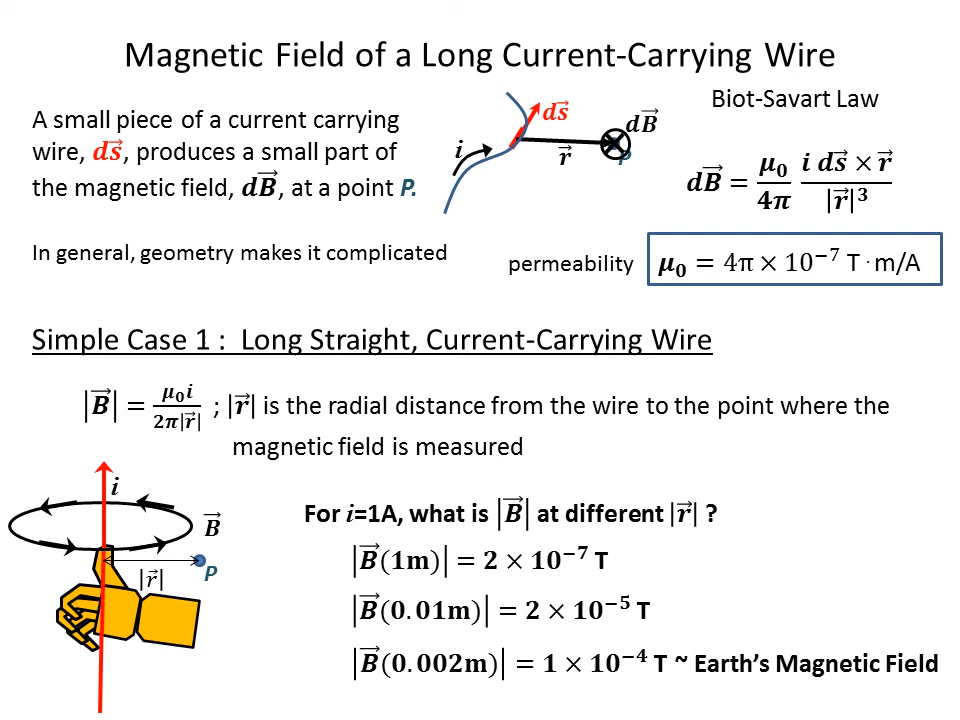 Magnetic Field of a Long Current-Carrying Wire
A small piece of a current carrying
wire, d𝑠⃗, produces a small part of
the magnetic field, d𝐵⃗, at a point P.
In general, geometry makes it complicated
i
d𝑠⃗
d𝐵⃗
r⃗
P
Biot-Savart Law
d𝐵⃗ = μ₀/4π i d𝑠⃗ × r⃗/|r⃗|³
permeability
μ₀ = 4π × 10⁻⁷ T·m/A
Simple Case 1 : Long Straight, Current-Carrying Wire
|𝐵⃗| = μ₀i/2π|r⃗| ; |r⃗| is the radial distance from the wire to the point where the
magnetic field is measured
i
𝐵⃗
P
|r⃗|
For i=1A, what is |𝐵⃗| at different |r⃗| ?
|𝐵⃗(1m)| = 2 × 10⁻⁷ T
|𝐵⃗(0.01m)| = 2 × 10⁻⁵ T
|𝐵⃗(0.002m)| = 1 × 10⁻⁴ T ~ Earth’s Magnetic Field